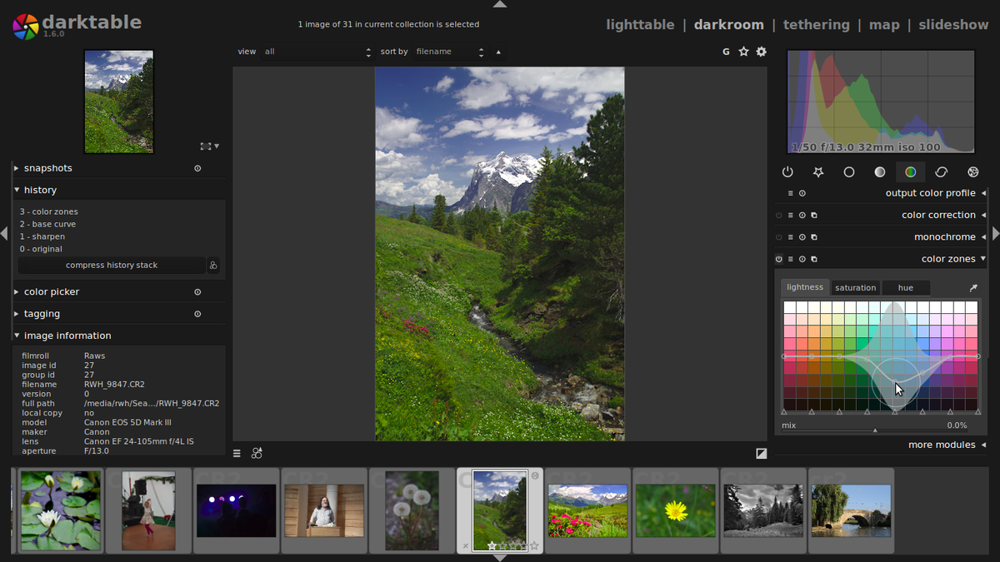 darktable
1.6.0
1 image of 31 in current collection is selected
lighttable | darkroom | tethering | map | slideshow
view all sort by filename
G
1/50 f/13.0 32mm iso 100
snapshots
history
3 - color zones
2 - base curve
1 - sharpen
0 - original
compress history stack
color picker
tagging
image information
filmroll Raws
image id 27
group id 27
filename RWH_9847.CR2
version 0
full path /media/rwh/Sea.../RWH_9847.CR2
local copy no
model Canon EOS 5D Mark III
maker Canon
lens Canon EF 24-105mm f/4L IS
aperture F/13.0
output color profile
color correction
monochrome
color zones
lightness saturation hue
mix 0.0%
more modules